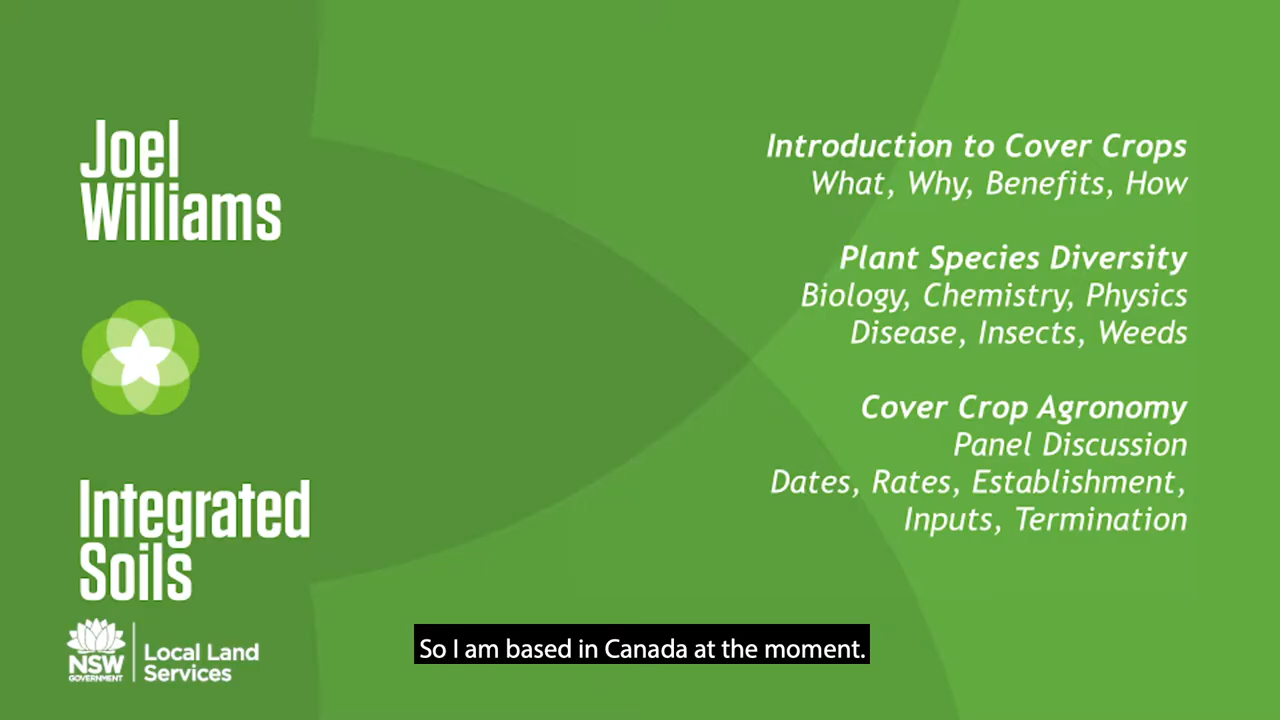 Joel
Williams
Integrated
Soils
NSW
GOVERNMENT
Local Land
Services
Introduction to Cover Crops
What, Why, Benefits, How
Plant Species Diversity
Biology, Chemistry, Physics
Disease, Insects, Weeds
Cover Crop Agronomy
Panel Discussion
Dates, Rates, Establishment,
Inputs, Termination
So I am based in Canada at the moment.